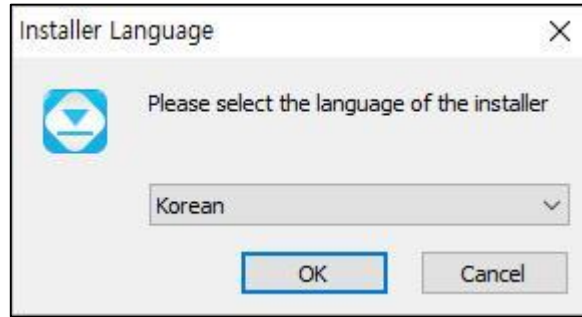 Installer Language
Please select the language of the installer
Korean
OK
Cancel